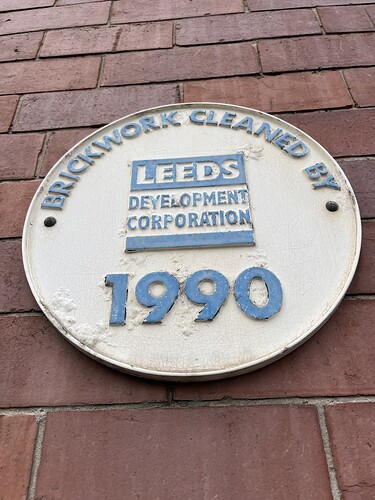 BRICKWORK CLEANED BY
LEEDS
DEVELOPMENT
CORPORATION
1990